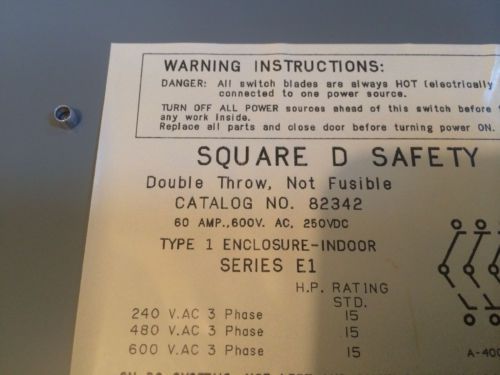 WARNING INSTRUCTIONS:
DANGER: All switch blades are always HOT (electrically
connected to one power source.
TURN OFF ALL POWER sources ahead of this switch before
any work inside.
Replace all parts and close door before turning power ON.
SQUARE D SAFETY
Double Throw, Not Fusible
CATALOG NO. 82342
60 AMP.,600V. AC, 250VDC
TYPE 1 ENCLOSURE-INDOOR
SERIES E1
H.P. RATING
STD.
240 V.AC 3 Phase 15
480 V.AC 3 Phase 15
600 V.AC 3 Phase 15
A-400